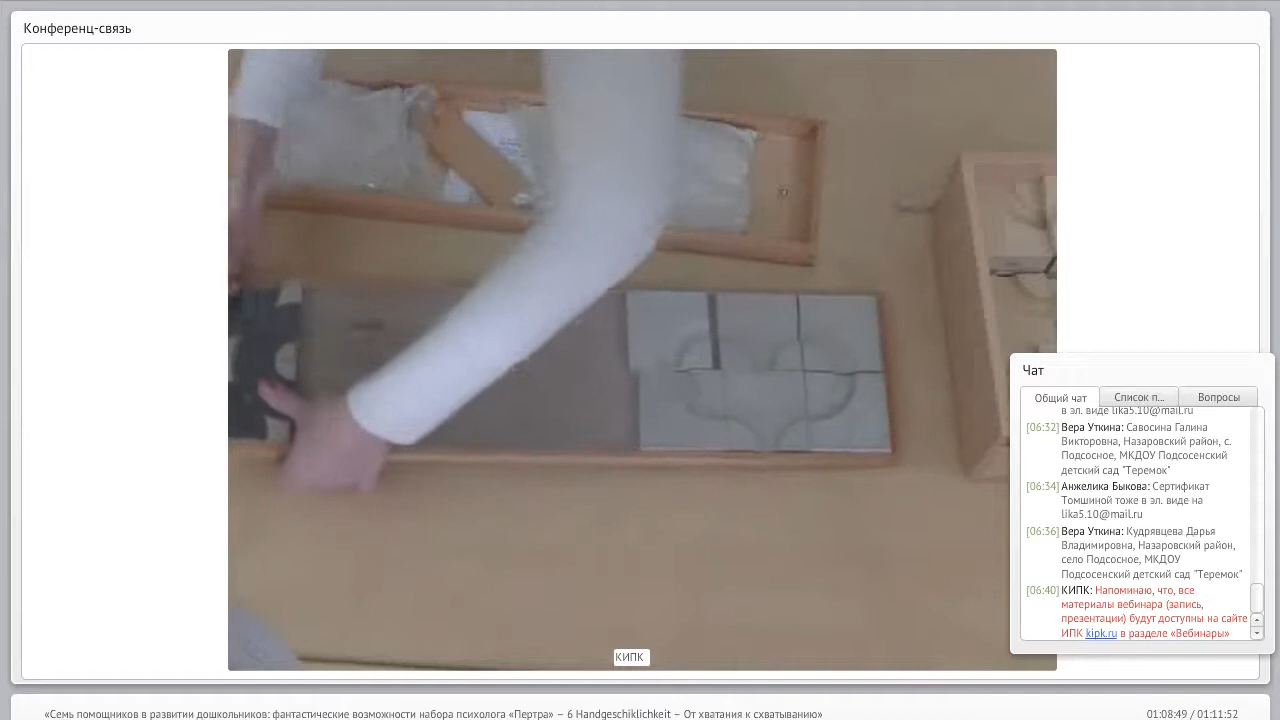 Конференц-связь
КИПК
Чат
Общий чат
Список п...
Вопросы
в эл. виде lika5.10@mail.ru
[06:32] Вера Уткина: Савосина Галина
Викторовна, Назаровский район, с.
Подсосное, МКДОУ Подсосенский
детский сад "Теремок"
[06:34] Анжелика Быкова: Сертификат
Томшиной тоже в эл. виде на
lika5.10@mail.ru
[06:36] Вера Уткина: Кудрявцева Дарья
Владимировна, Назаровский район,
село Подсосное, МКДОУ
Подсосенский детский сад "Теремок"
[06:40] КИПК: Напоминаю, что, все
материалы вебинара (запись,
презентации) будут доступны на сайте
ИПК kipk.ru в разделе «Вебинары»
«Семь помощников в развитии дошкольников: фантастические возможности набора психолога «Пертра» – 6 Handgeschiklichkeit – От хватания к схватыванию»
01:08:49 / 01:11:52